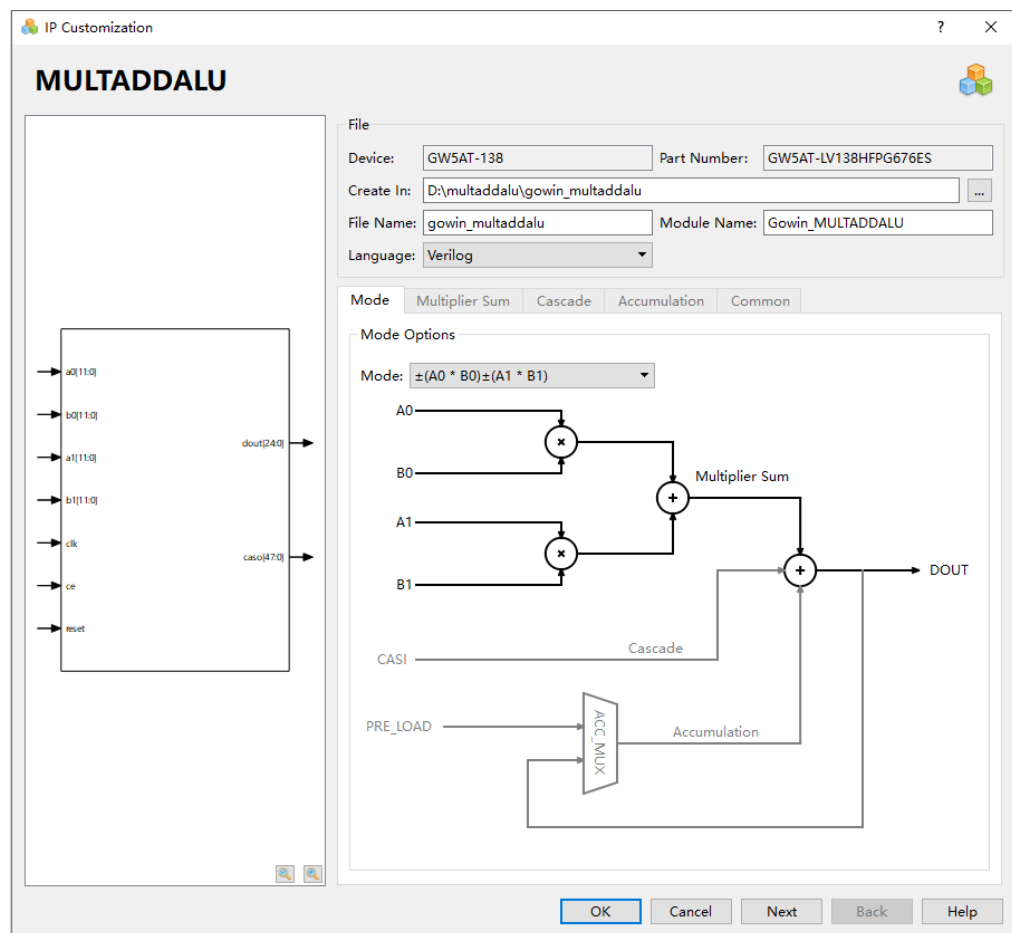 IP Customization
MULTADDALU
a0[11:0]
b0[11:0]
a1[11:0]
b1[11:0]
clk
ce
reset
dout[24:0]
caso[47:0]
File
Device: GW5AT-138 Part Number: GW5AT-LV138HFPG676ES
Create In: D:\multaddalu\gowin_multaddalu ...
File Name: gowin_multaddalu Module Name: Gowin_MULTADDALU
Language: Verilog
Mode Multiplier Sum Cascade Accumulation Common
Mode Options
Mode: ±(A0 * B0)±(A1 * B1)
A0
×
B0
Multiplier Sum
+
A1
×
B1
+ DOUT
Cascade
CASI
PRE_LOAD
ACC_MUX
Accumulation
OK Cancel Next Back Help